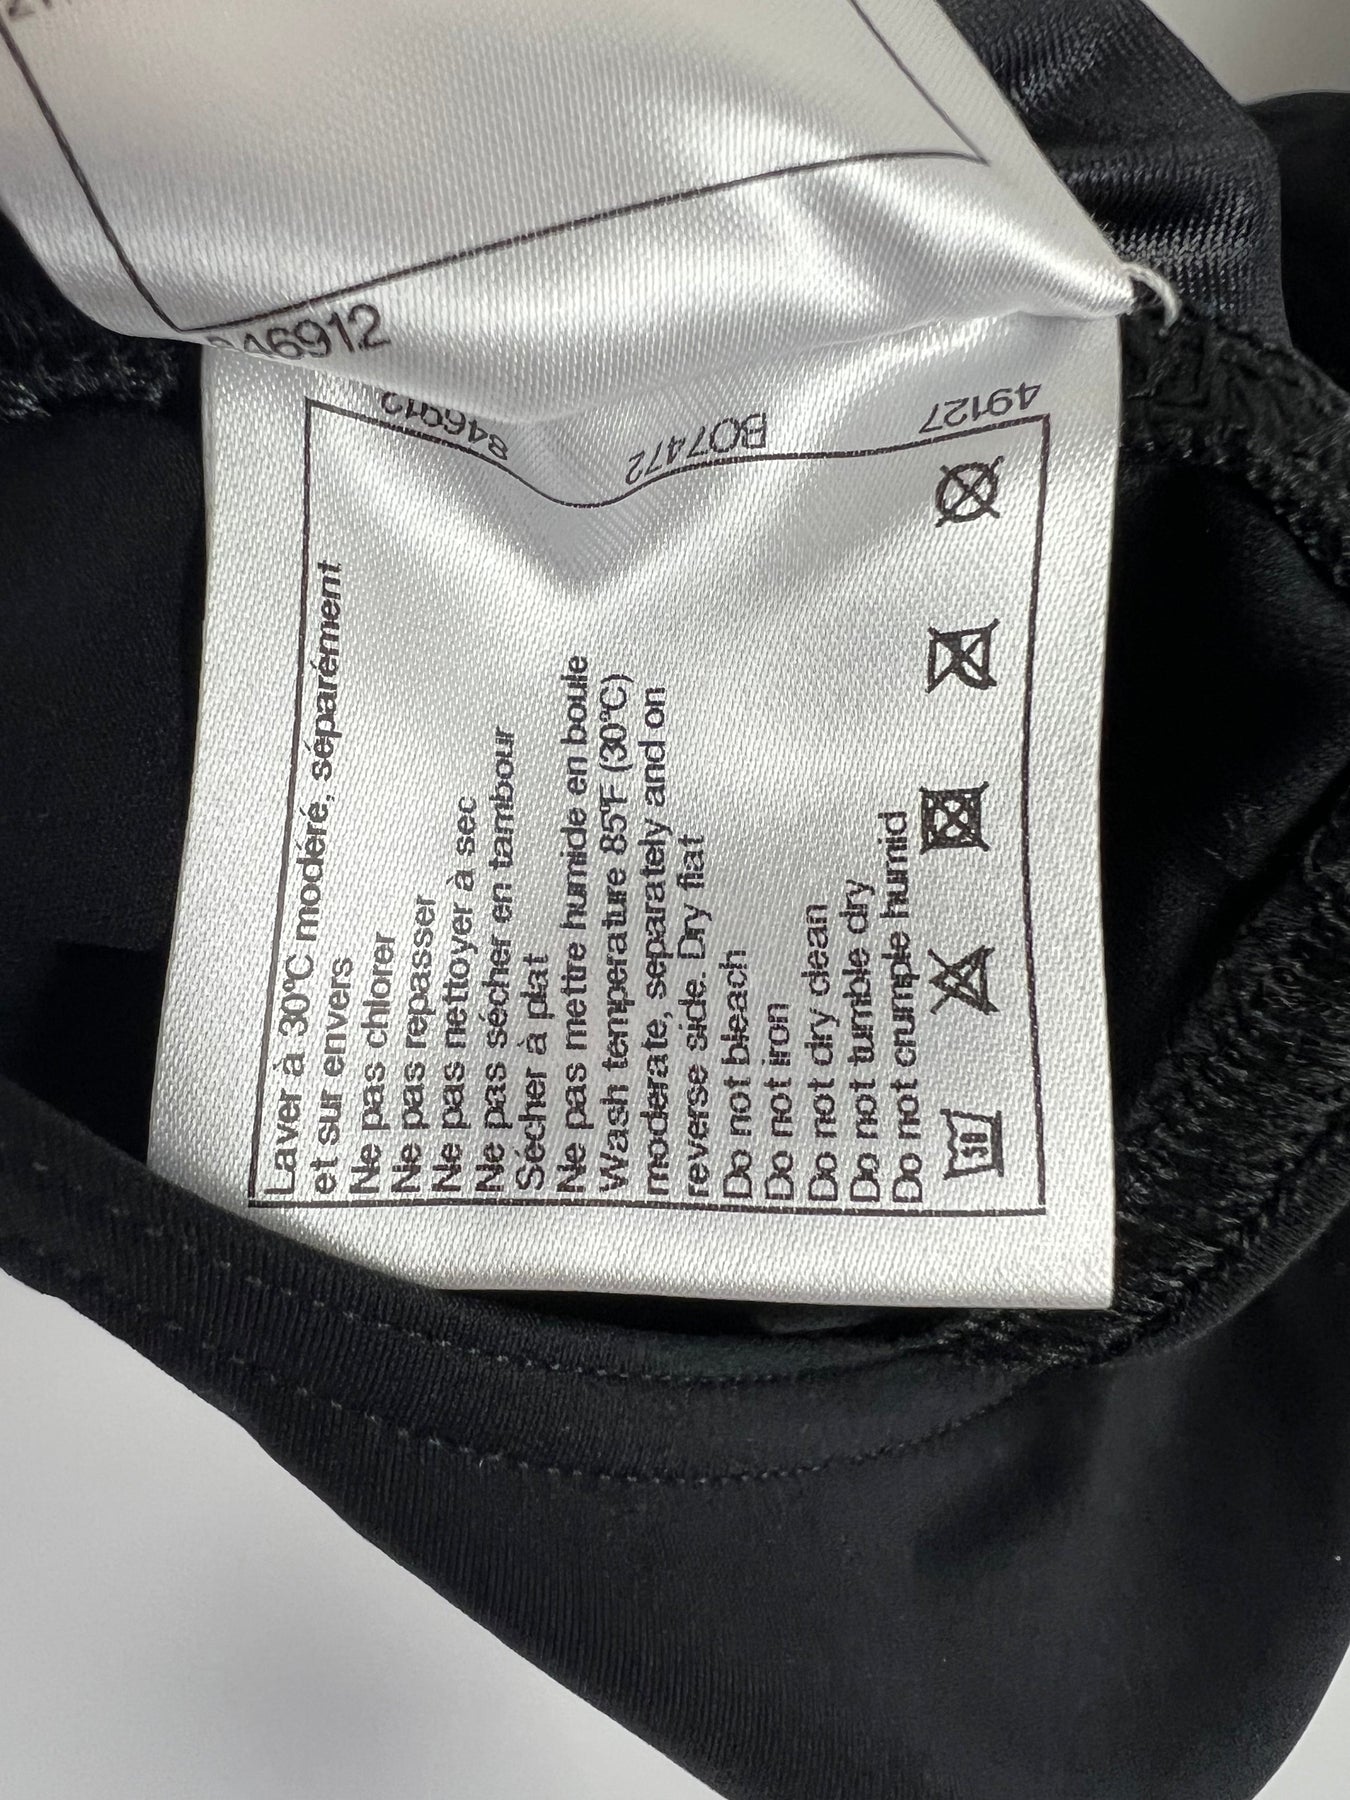 846912
846912
BO7472
49127
Laver à 30°C modéré, séparément
et sur envers
Ne pas chlorer
Ne pas repasser
Ne pas nettoyer à sec
Ne pas sécher en tambour
Sécher à plat
Ne pas mettre humide en boule
Wash temperature 85°F (30°C)
moderate, separately and on
reverse side. Dry flat
Do not bleach
Do not iron
Do not dry clean
Do not tumble dry
Do not crumple humid
30